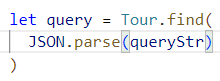 let query = Tour.find(
  JSON.parse(queryStr)
)